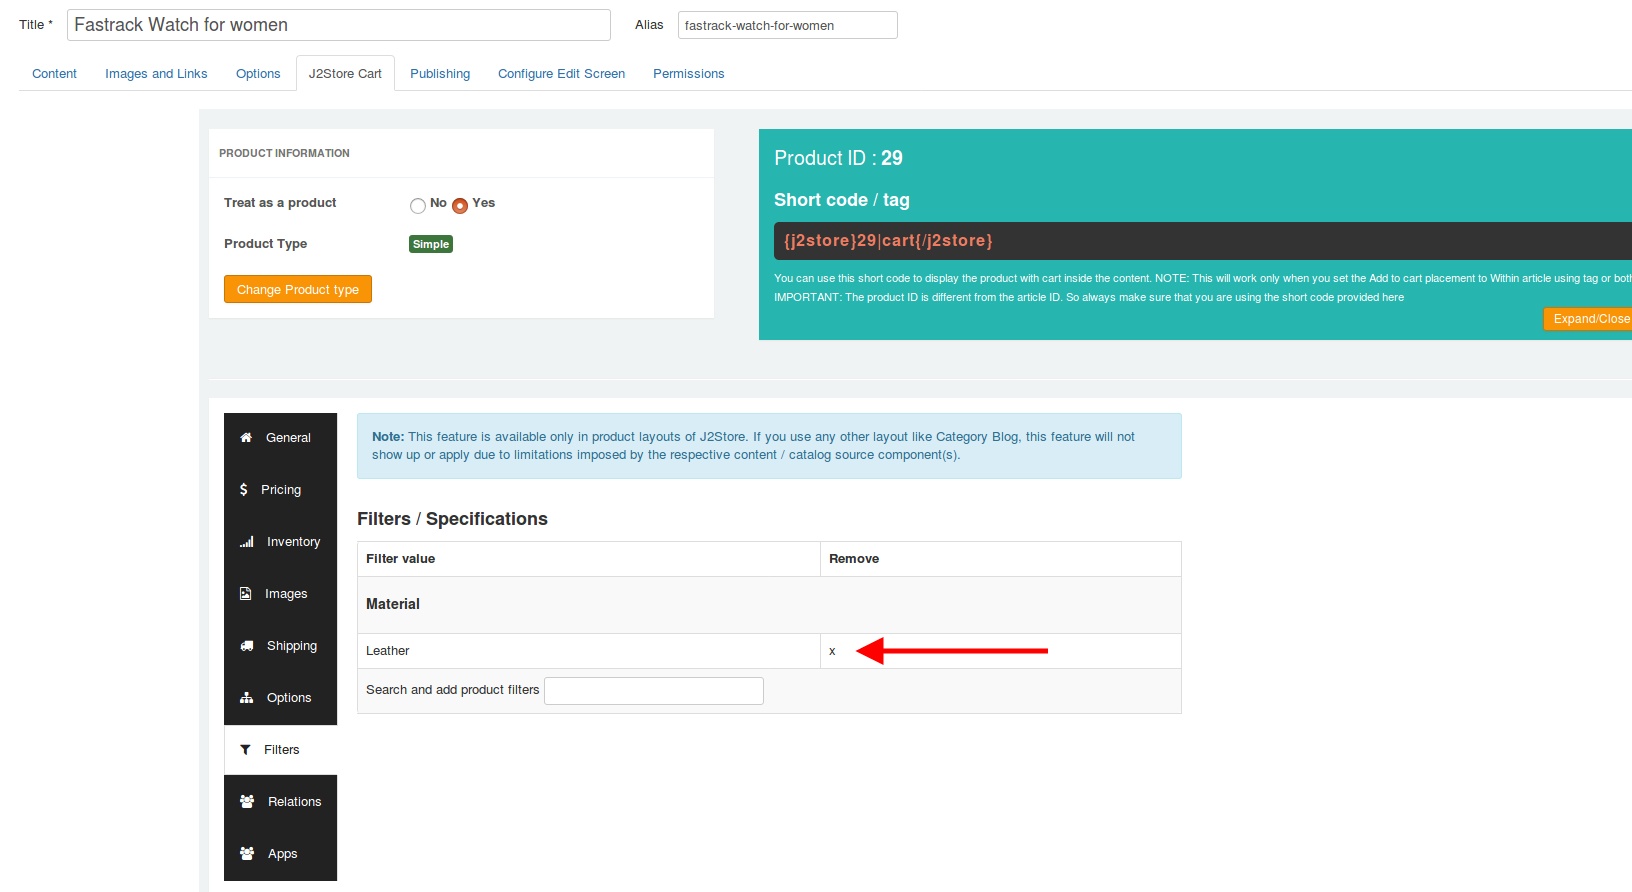 Title * Fastrack Watch for women Alias fastrack-watch-for-women
Content Images and Links Options J2Store Cart Publishing Configure Edit Screen Permissions
PRODUCT INFORMATION
Treat as a product No Yes
Product Type Simple
Change Product type
Product ID : 29
Short code / tag
{j2store}29|cart{/j2store}
You can use this short code to display the product with cart inside the content. NOTE: This will work only when you set the Add to cart placement to Within article using tag or both
IMPORTANT: The product ID is different from the article ID. So always make sure that you are using the short code provided here
Expand/Close
General
Pricing
Inventory
Images
Shipping
Options
Filters
Relations
Apps
Note: This feature is available only in product layouts of J2Store. If you use any other layout like Category Blog, this feature will not
show up or apply due to limitations imposed by the respective content / catalog source component(s).
Filters / Specifications
Filter value Remove
Material
Leather x
Search and add product filters